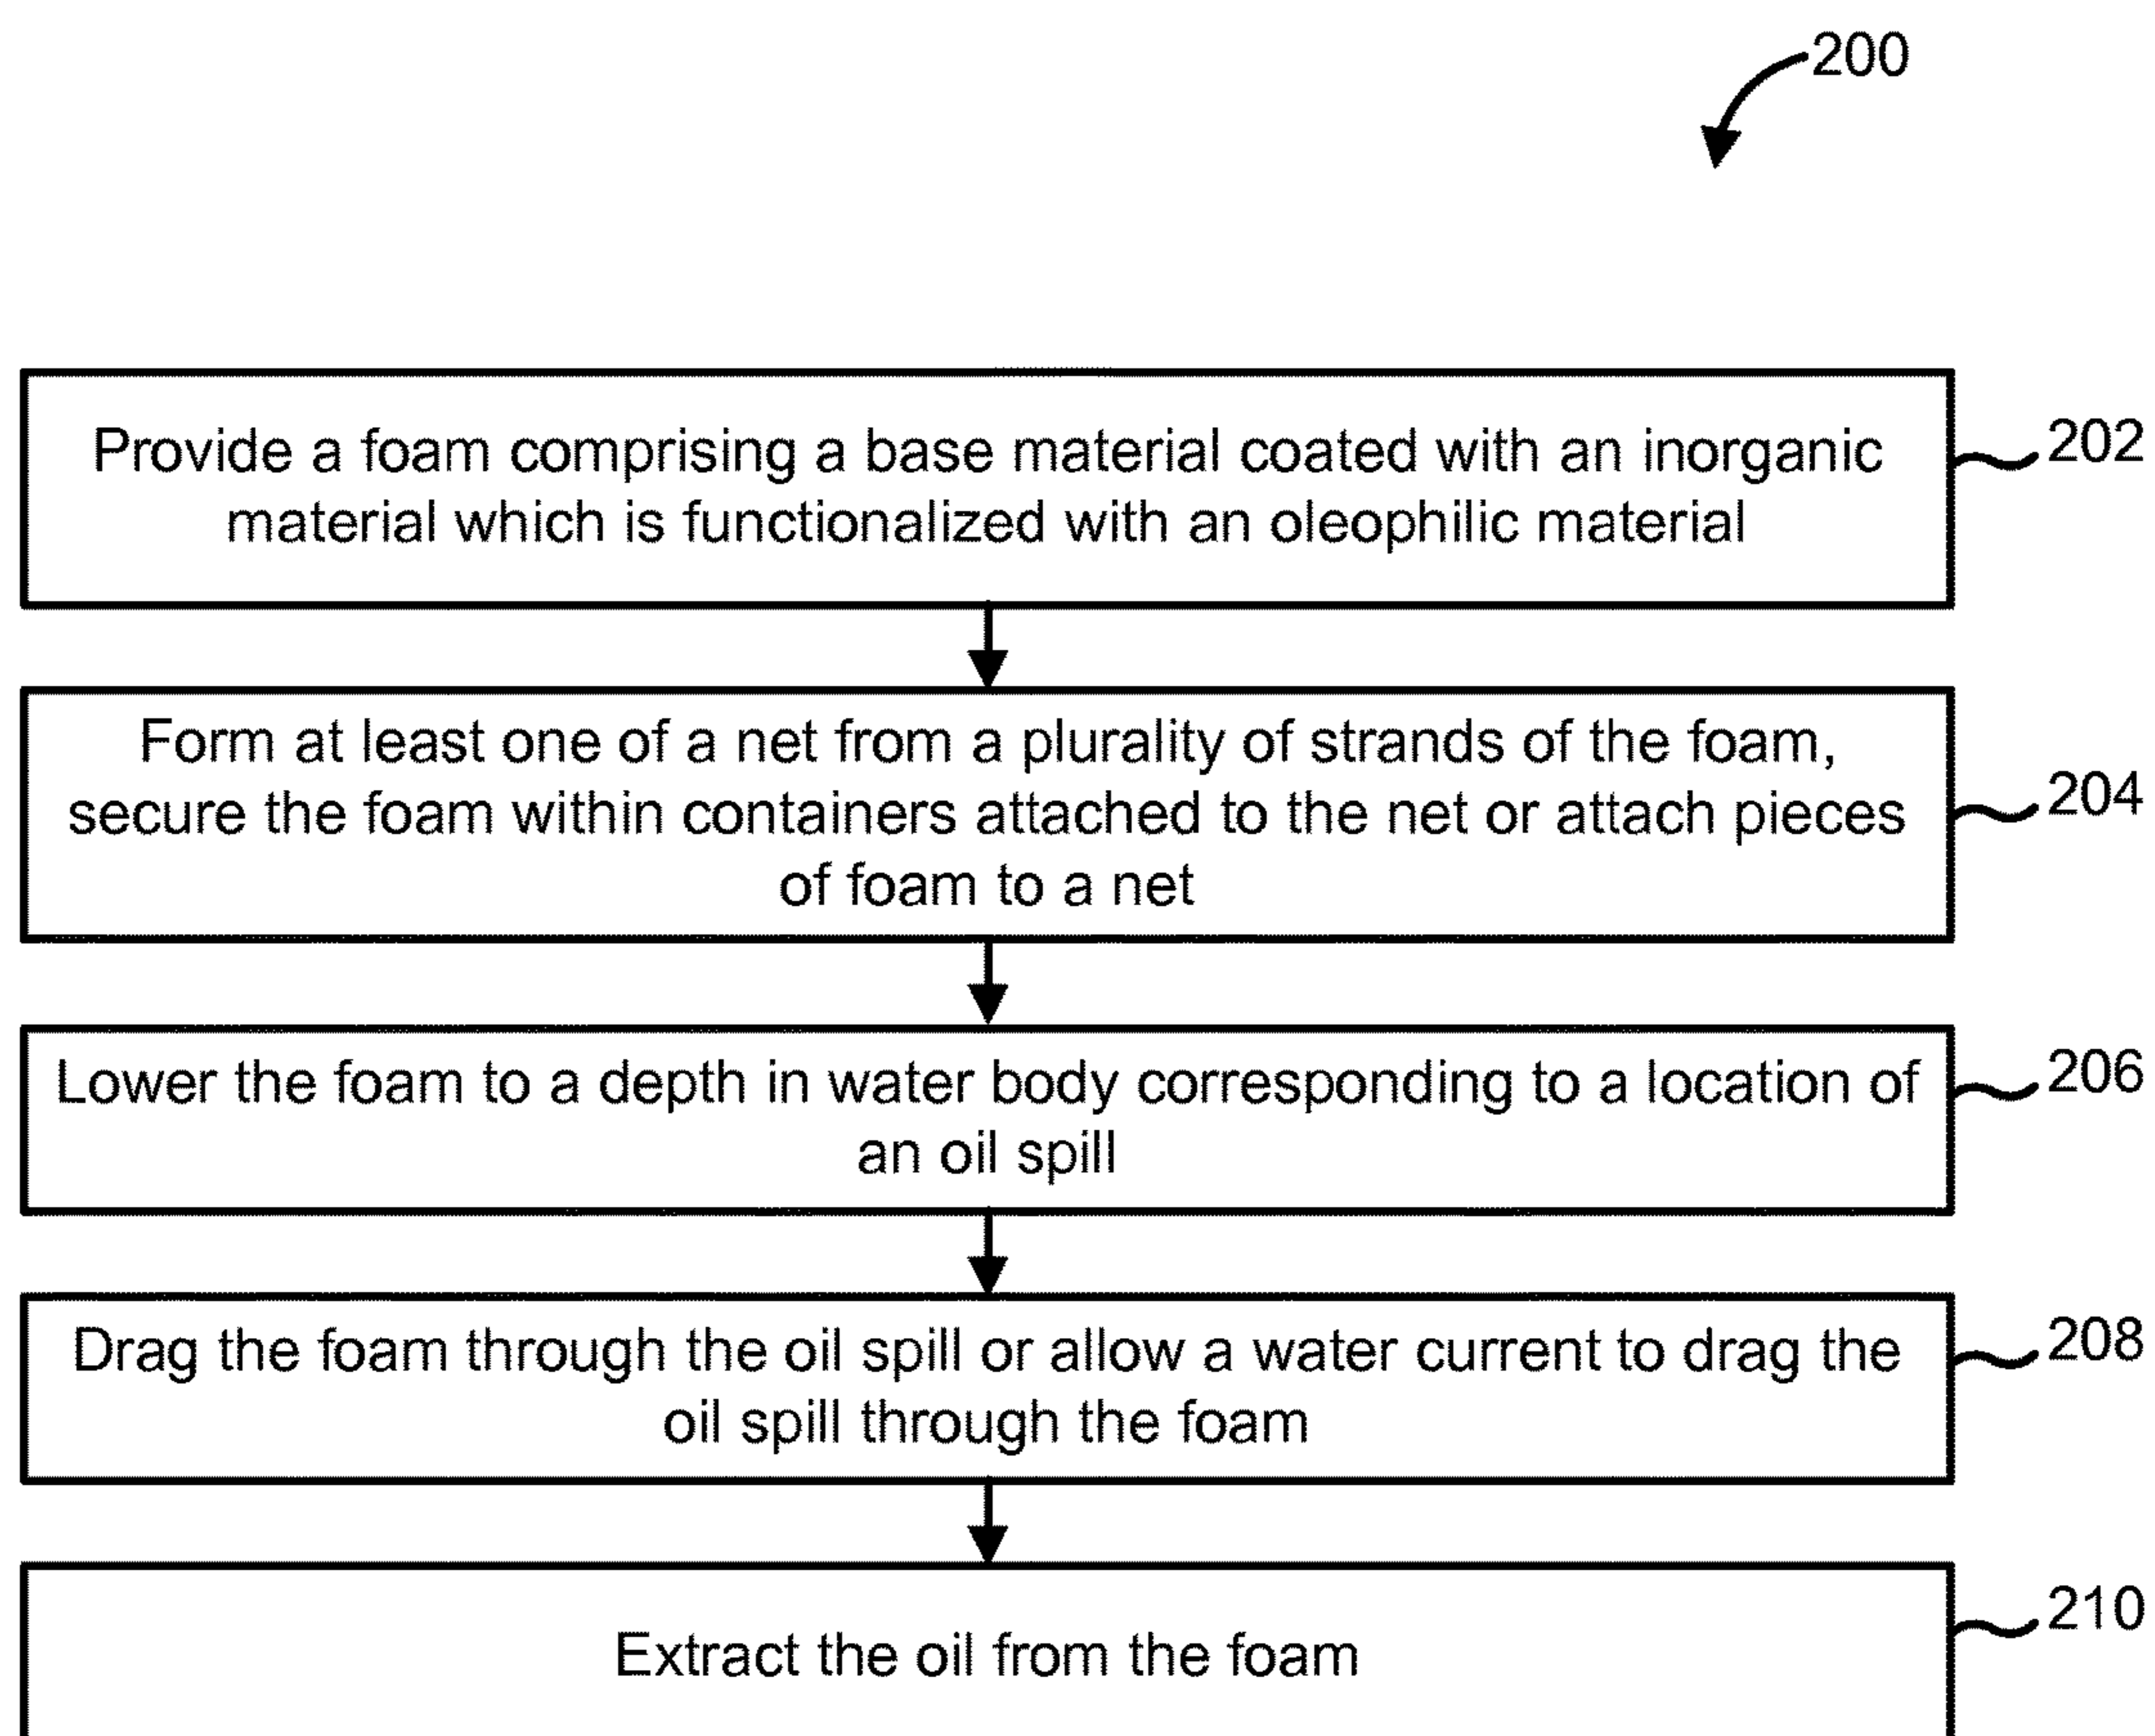 200
Provide a foam comprising a base material coated with an inorganic
material which is functionalized with an oleophilic material
202
Form at least one of a net from a plurality of strands of the foam,
secure the foam within containers attached to the net or attach pieces
of foam to a net
204
Lower the foam to a depth in water body corresponding to a location of
an oil spill
206
Drag the foam through the oil spill or allow a water current to drag the
oil spill through the foam
208
Extract the oil from the foam
210